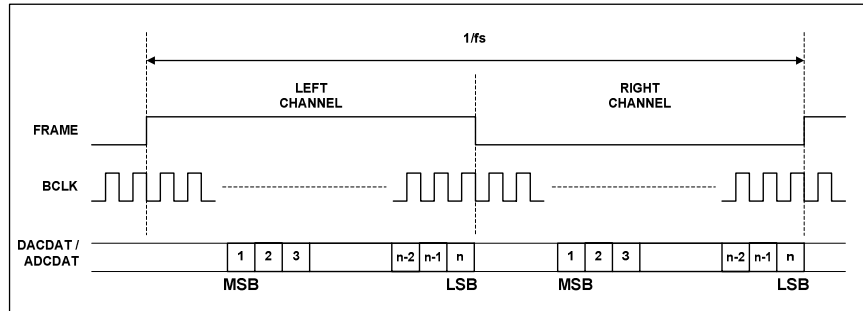 1/fs
LEFT
CHANNEL
RIGHT
CHANNEL
FRAME
BCLK
DACDAT /
ADCDAT
1 2 3 n-2 n-1 n 1 2 3 n-2 n-1 n
MSB LSB MSB LSB